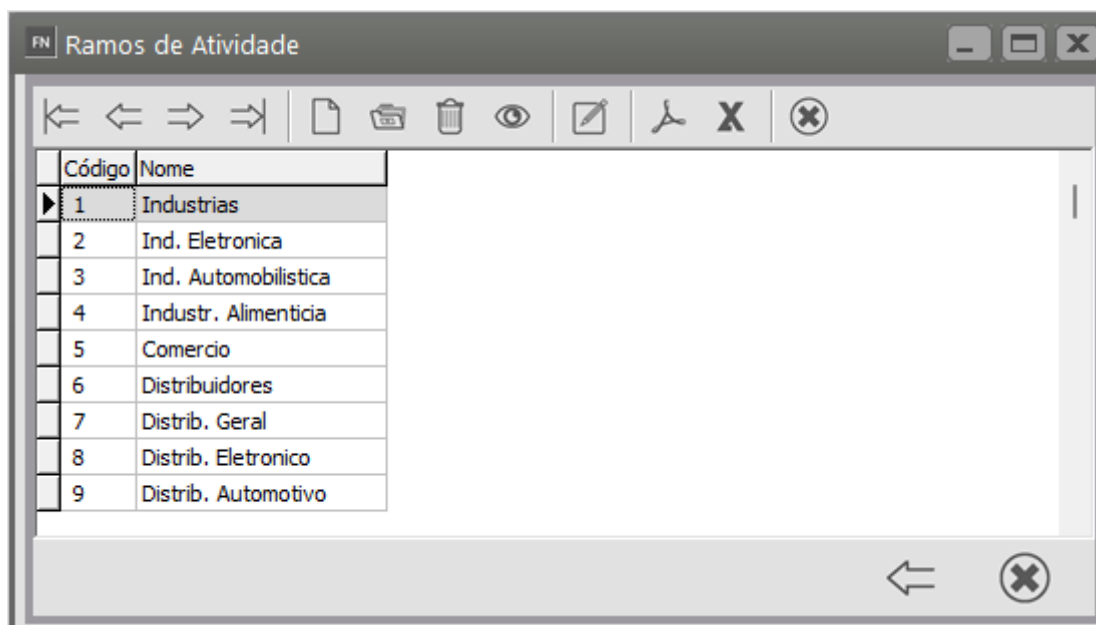 FN Ramos de Atividade
Código Nome
1 Industrias
2 Ind. Eletronica
3 Ind. Automobilistica
4 Industr. Alimenticia
5 Comercio
6 Distribuidores
7 Distrib. Geral
8 Distrib. Eletronico
9 Distrib. Automotivo